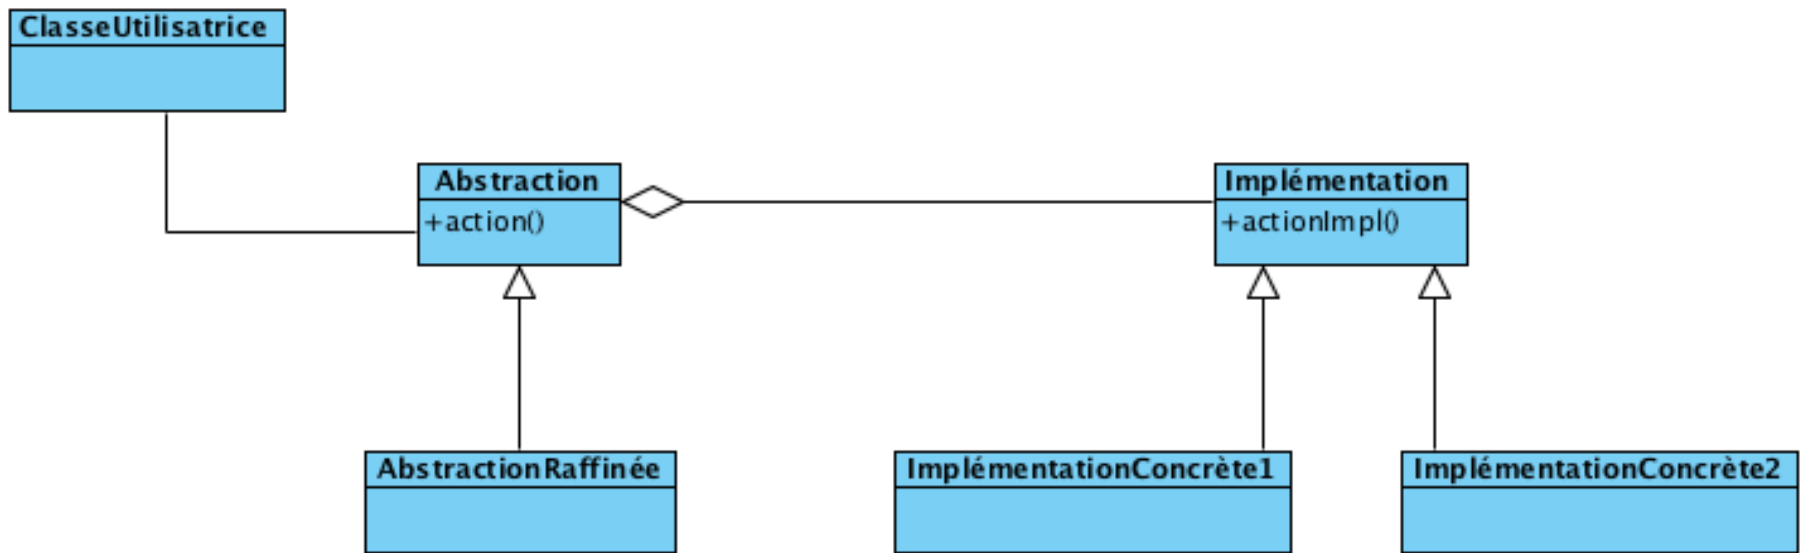 ClasseUtilisatrice
Abstraction
+action()
Implémentation
+actionImpl()
AbstractionRaffinée
ImplémentationConcrète1
ImplémentationConcrète2